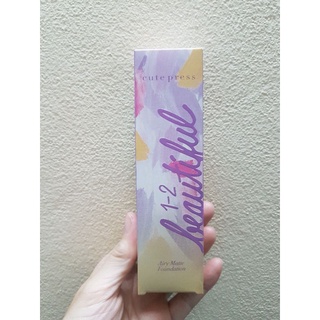 cute press
1-2
beautiful
Airy Matte
Foundation